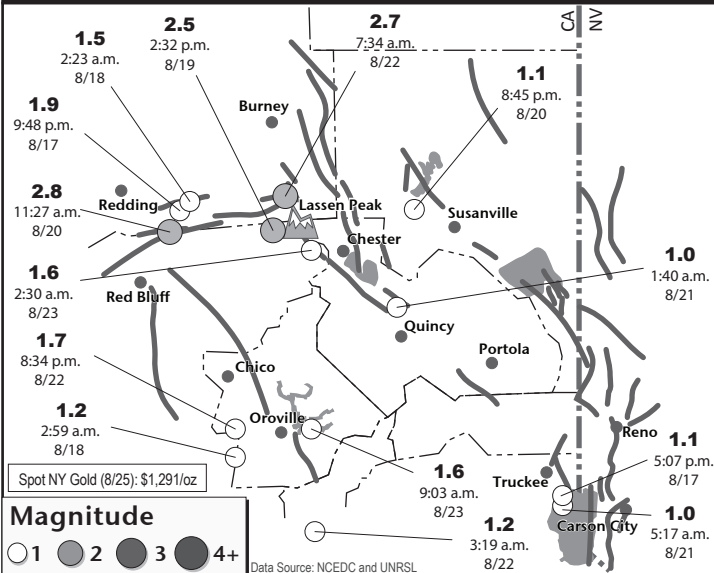 CA
NV
1.5
2:23 a.m.
8/18
2.5
2:32 p.m.
8/19
2.7
7:34 a.m.
8/22
1.1
8:45 p.m.
8/20
1.9
9:48 p.m.
8/17
Burney
2.8
11:27 a.m.
8/20
Redding
Lassen Peak
Susanville
Chester
1.6
2:30 a.m.
8/23
Red Bluff
1.0
1:40 a.m.
8/21
Quincy
Portola
1.7
8:34 p.m.
8/22
Chico
1.2
2:59 a.m.
8/18
Oroville
Reno
1.6
9:03 a.m.
8/23
Truckee
1.1
5:07 p.m.
8/17
Carson City
1.0
5:17 a.m.
8/21
1.2
3:19 a.m.
8/22
Spot NY Gold (8/25): $1,291/oz
Magnitude
1 2 3 4+
Data Source: NCEDC and UNRSL